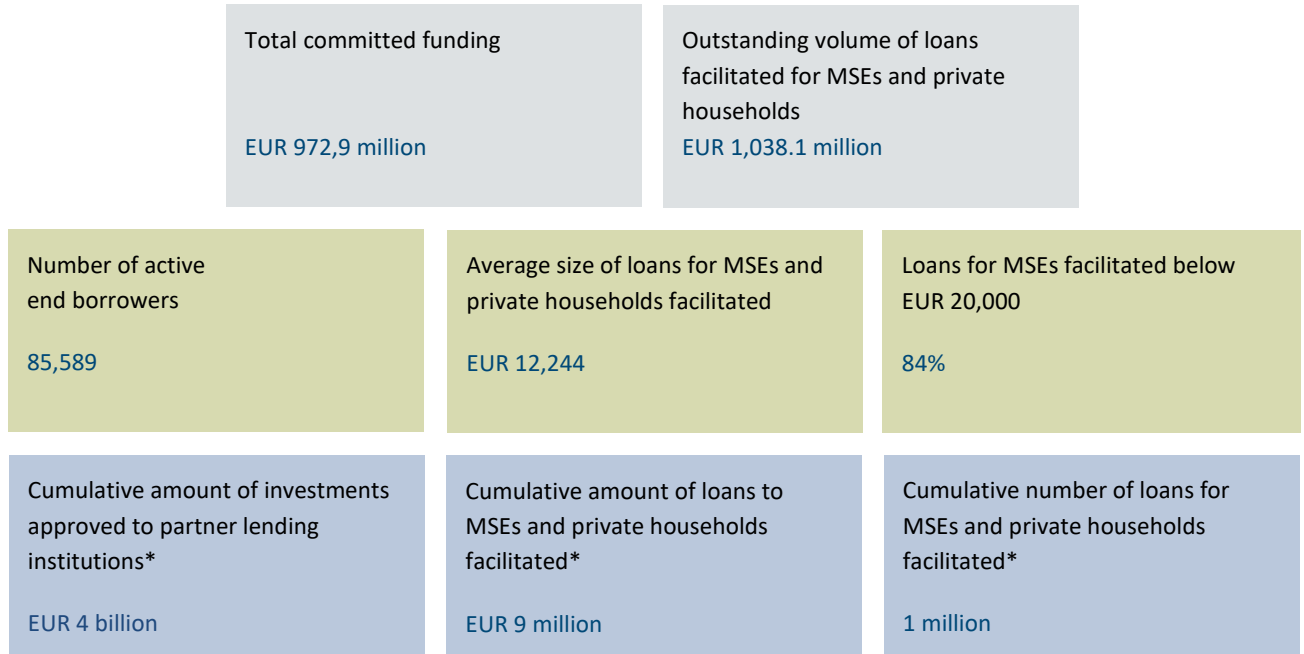 Total committed funding
EUR 972,9 million
Outstanding volume of loans
facilitated for MSEs and private
households
EUR 1,038.1 million
Number of active
end borrowers
85,589
Average size of loans for MSEs and
private households facilitated
EUR 12,244
Loans for MSEs facilitated below
EUR 20,000
84%
Cumulative amount of investments
approved to partner lending
institutions*
EUR 4 billion
Cumulative amount of loans to
MSEs and private households
facilitated*
EUR 9 million
Cumulative number of loans for
MSEs and private households
facilitated*
1 million